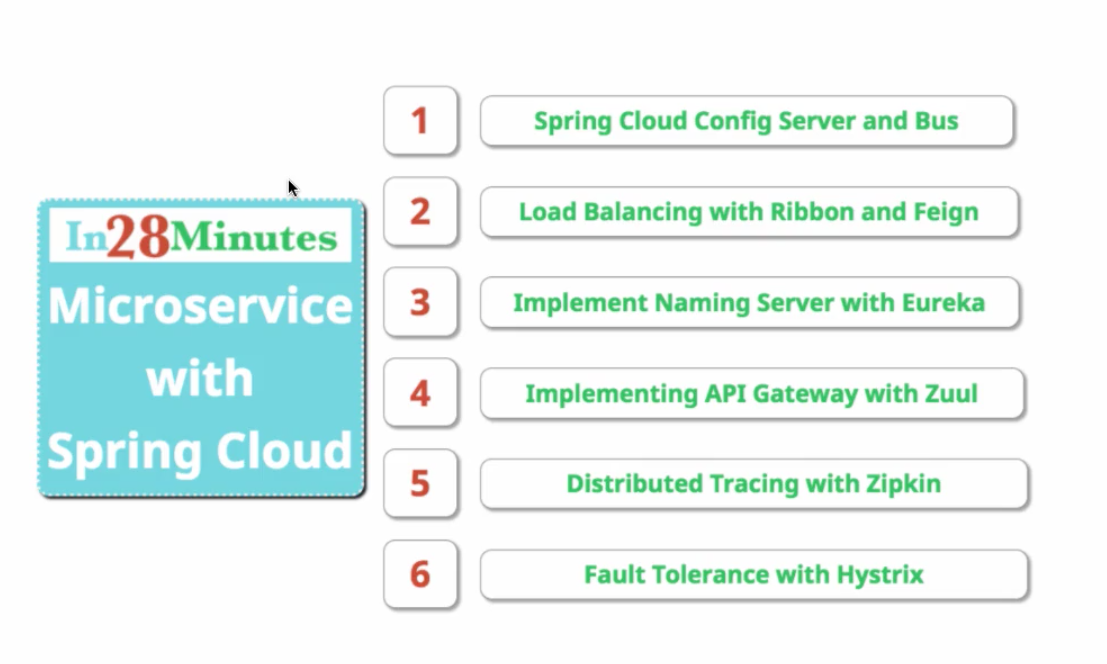 In28Minutes
Microservice
with
Spring Cloud
1 Spring Cloud Config Server and Bus
2 Load Balancing with Ribbon and Feign
3 Implement Naming Server with Eureka
4 Implementing API Gateway with Zuul
5 Distributed Tracing with Zipkin
6 Fault Tolerance with Hystrix